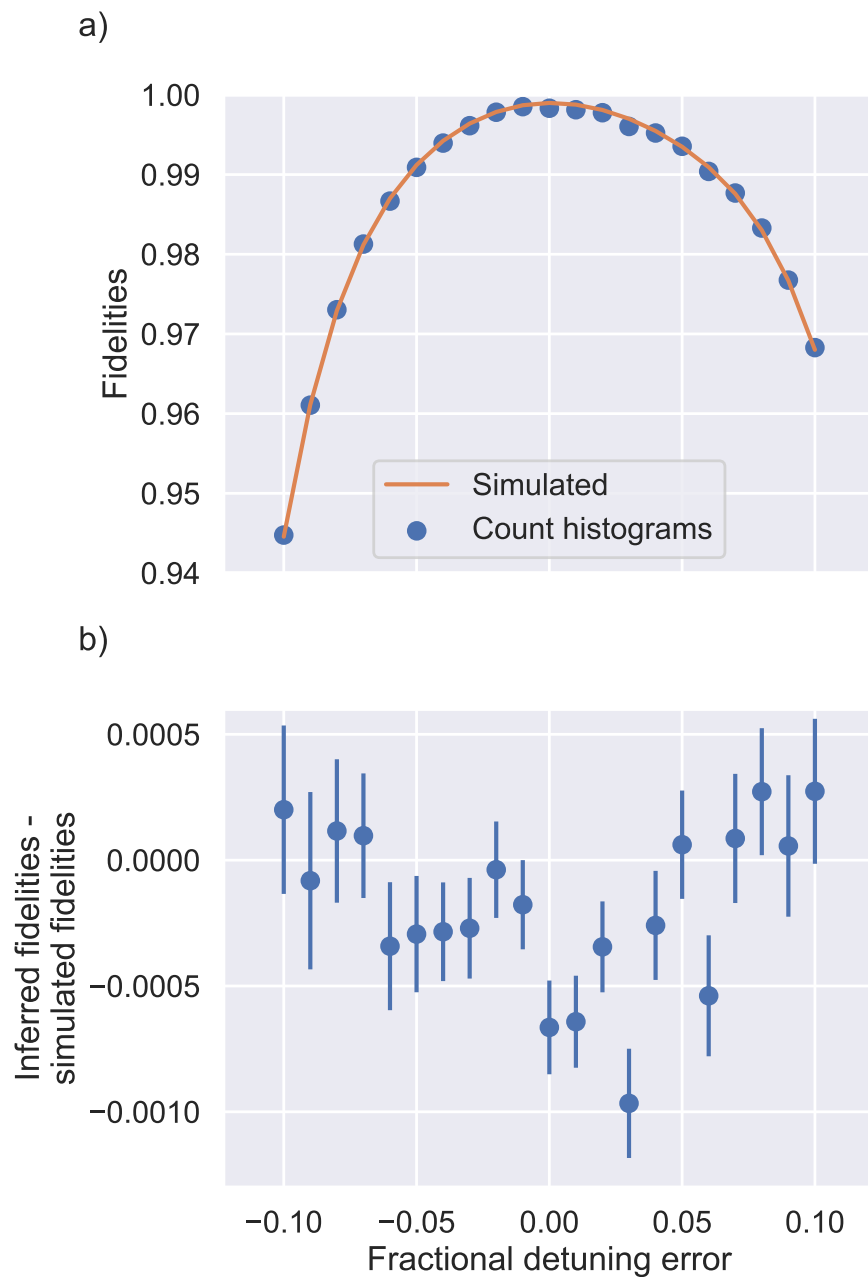 a)
1.00
0.99
0.98
0.97
0.96
0.95
0.94
Fidelities
Simulated
Count histograms
b)
0.0005
0.0000
−0.0005
−0.0010
Inferred fidelities -
simulated fidelities
−0.10
−0.05
0.00
0.05
0.10
Fractional detuning error